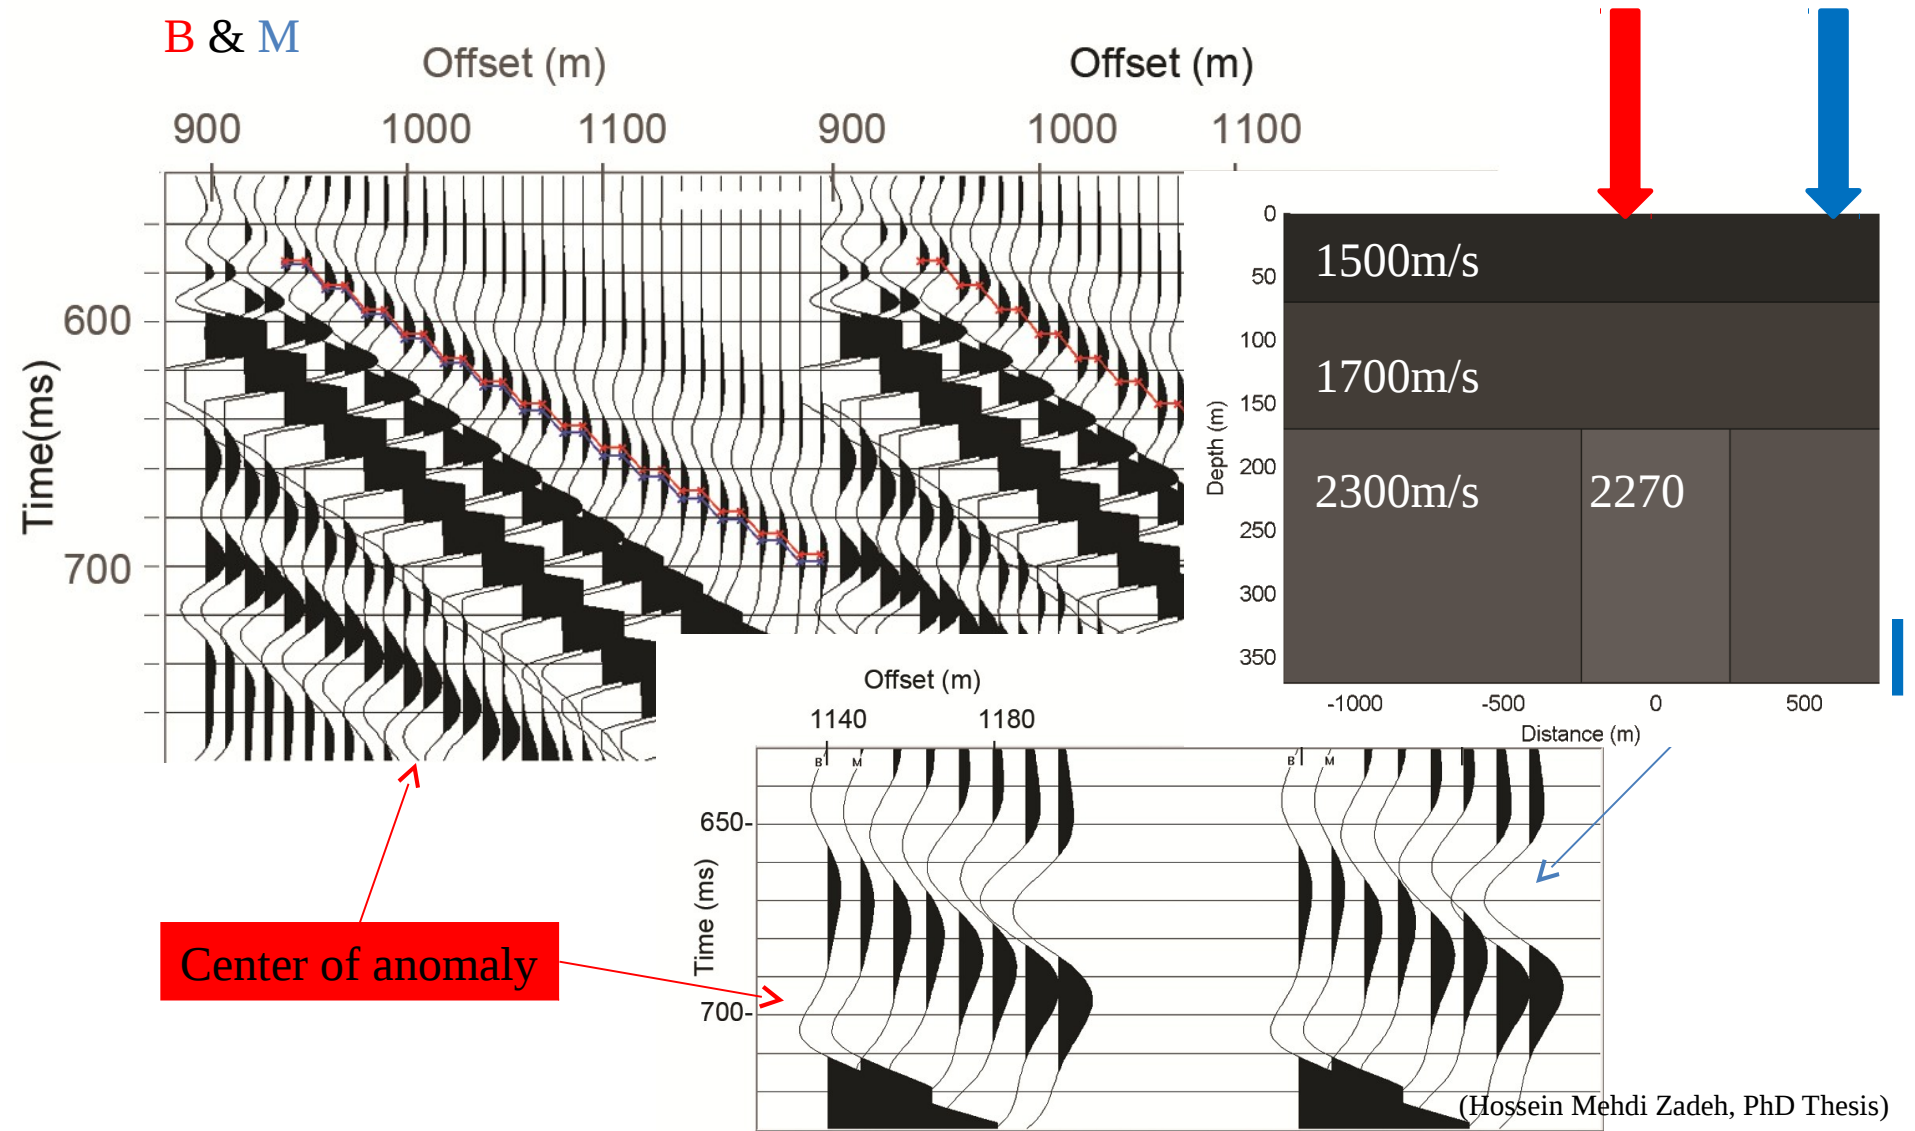 B & M
Offset (m) Offset (m)
900 1000 1100 900 1000 1100
Time(ms)
600
700
0
50
100
150
200
250
300
350
Depth (m)
1500m/s
1700m/s
2300m/s 2270
-1000 -500 0 500
Distance (m)
Offset (m)
1140 1180
B M B M
650-
700-
Time (ms)
Center of anomaly
(Hossein Mehdi Zadeh, PhD Thesis)